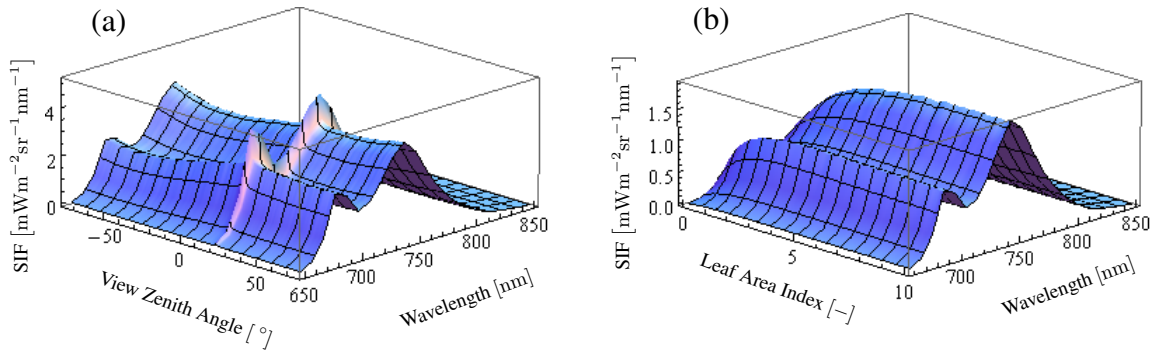 (a)
SIF [mWm−2sr−1nm−1]
4
2
0
−50
0
50
View Zenith Angle [ °]
650
700
750
800
850
Wavelength [nm]
(b)
SIF [mWm−2sr−1nm−1]
1.5
1.0
0.5
0.0
0
5
10
Leaf Area Index [−]
700
750
800
850
Wavelength [nm]